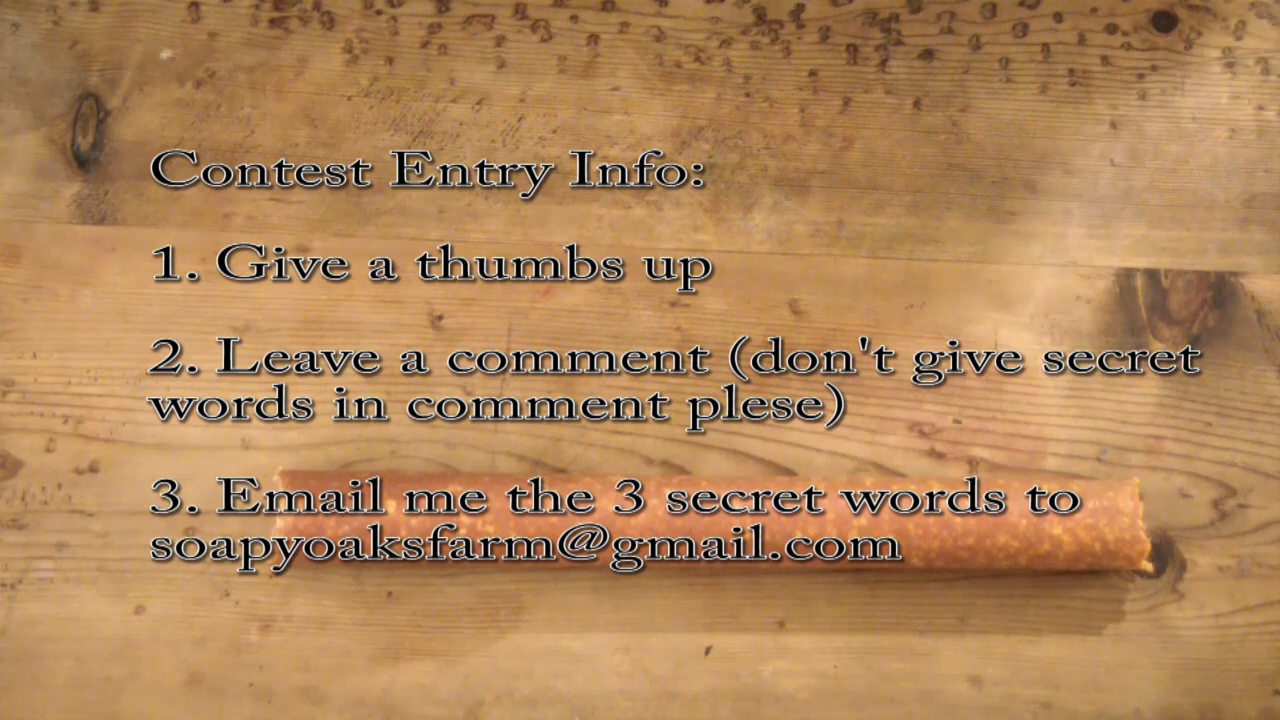 Contest Entry Info:
1. Give a thumbs up
2. Leave a comment (don't give secret
words in comment plese)
3. Email me the 3 secret words to
soapyoaksfarm@gmail.com